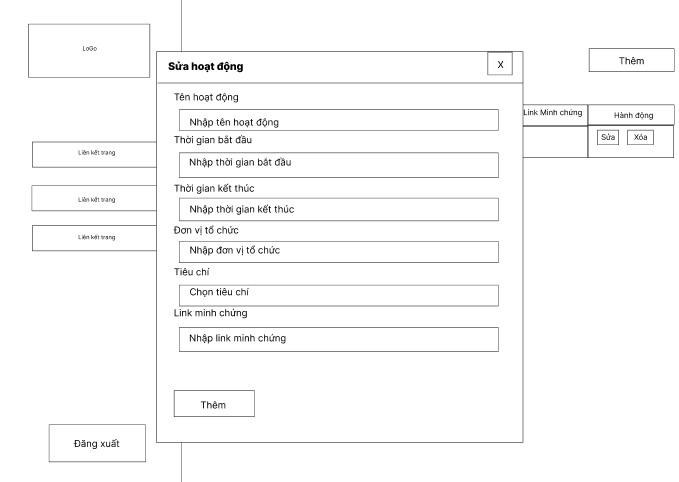 LoGo
Sửa hoạt động
X
Thêm
Tên hoạt động
Nhập tên hoạt động
Link Minh chứng
Hành động
Thời gian bắt đầu
Sửa
Xóa
Liên kết trang
Nhập thời gian bắt đầu
Thời gian kết thúc
Liên kết trang
Nhập thời gian kết thúc
Đơn vị tổ chức
Liên kết trang
Nhập đơn vị tổ chức
Tiêu chí
Chọn tiêu chí
Link minh chứng
Nhập link minh chứng
Thêm
Đăng xuất